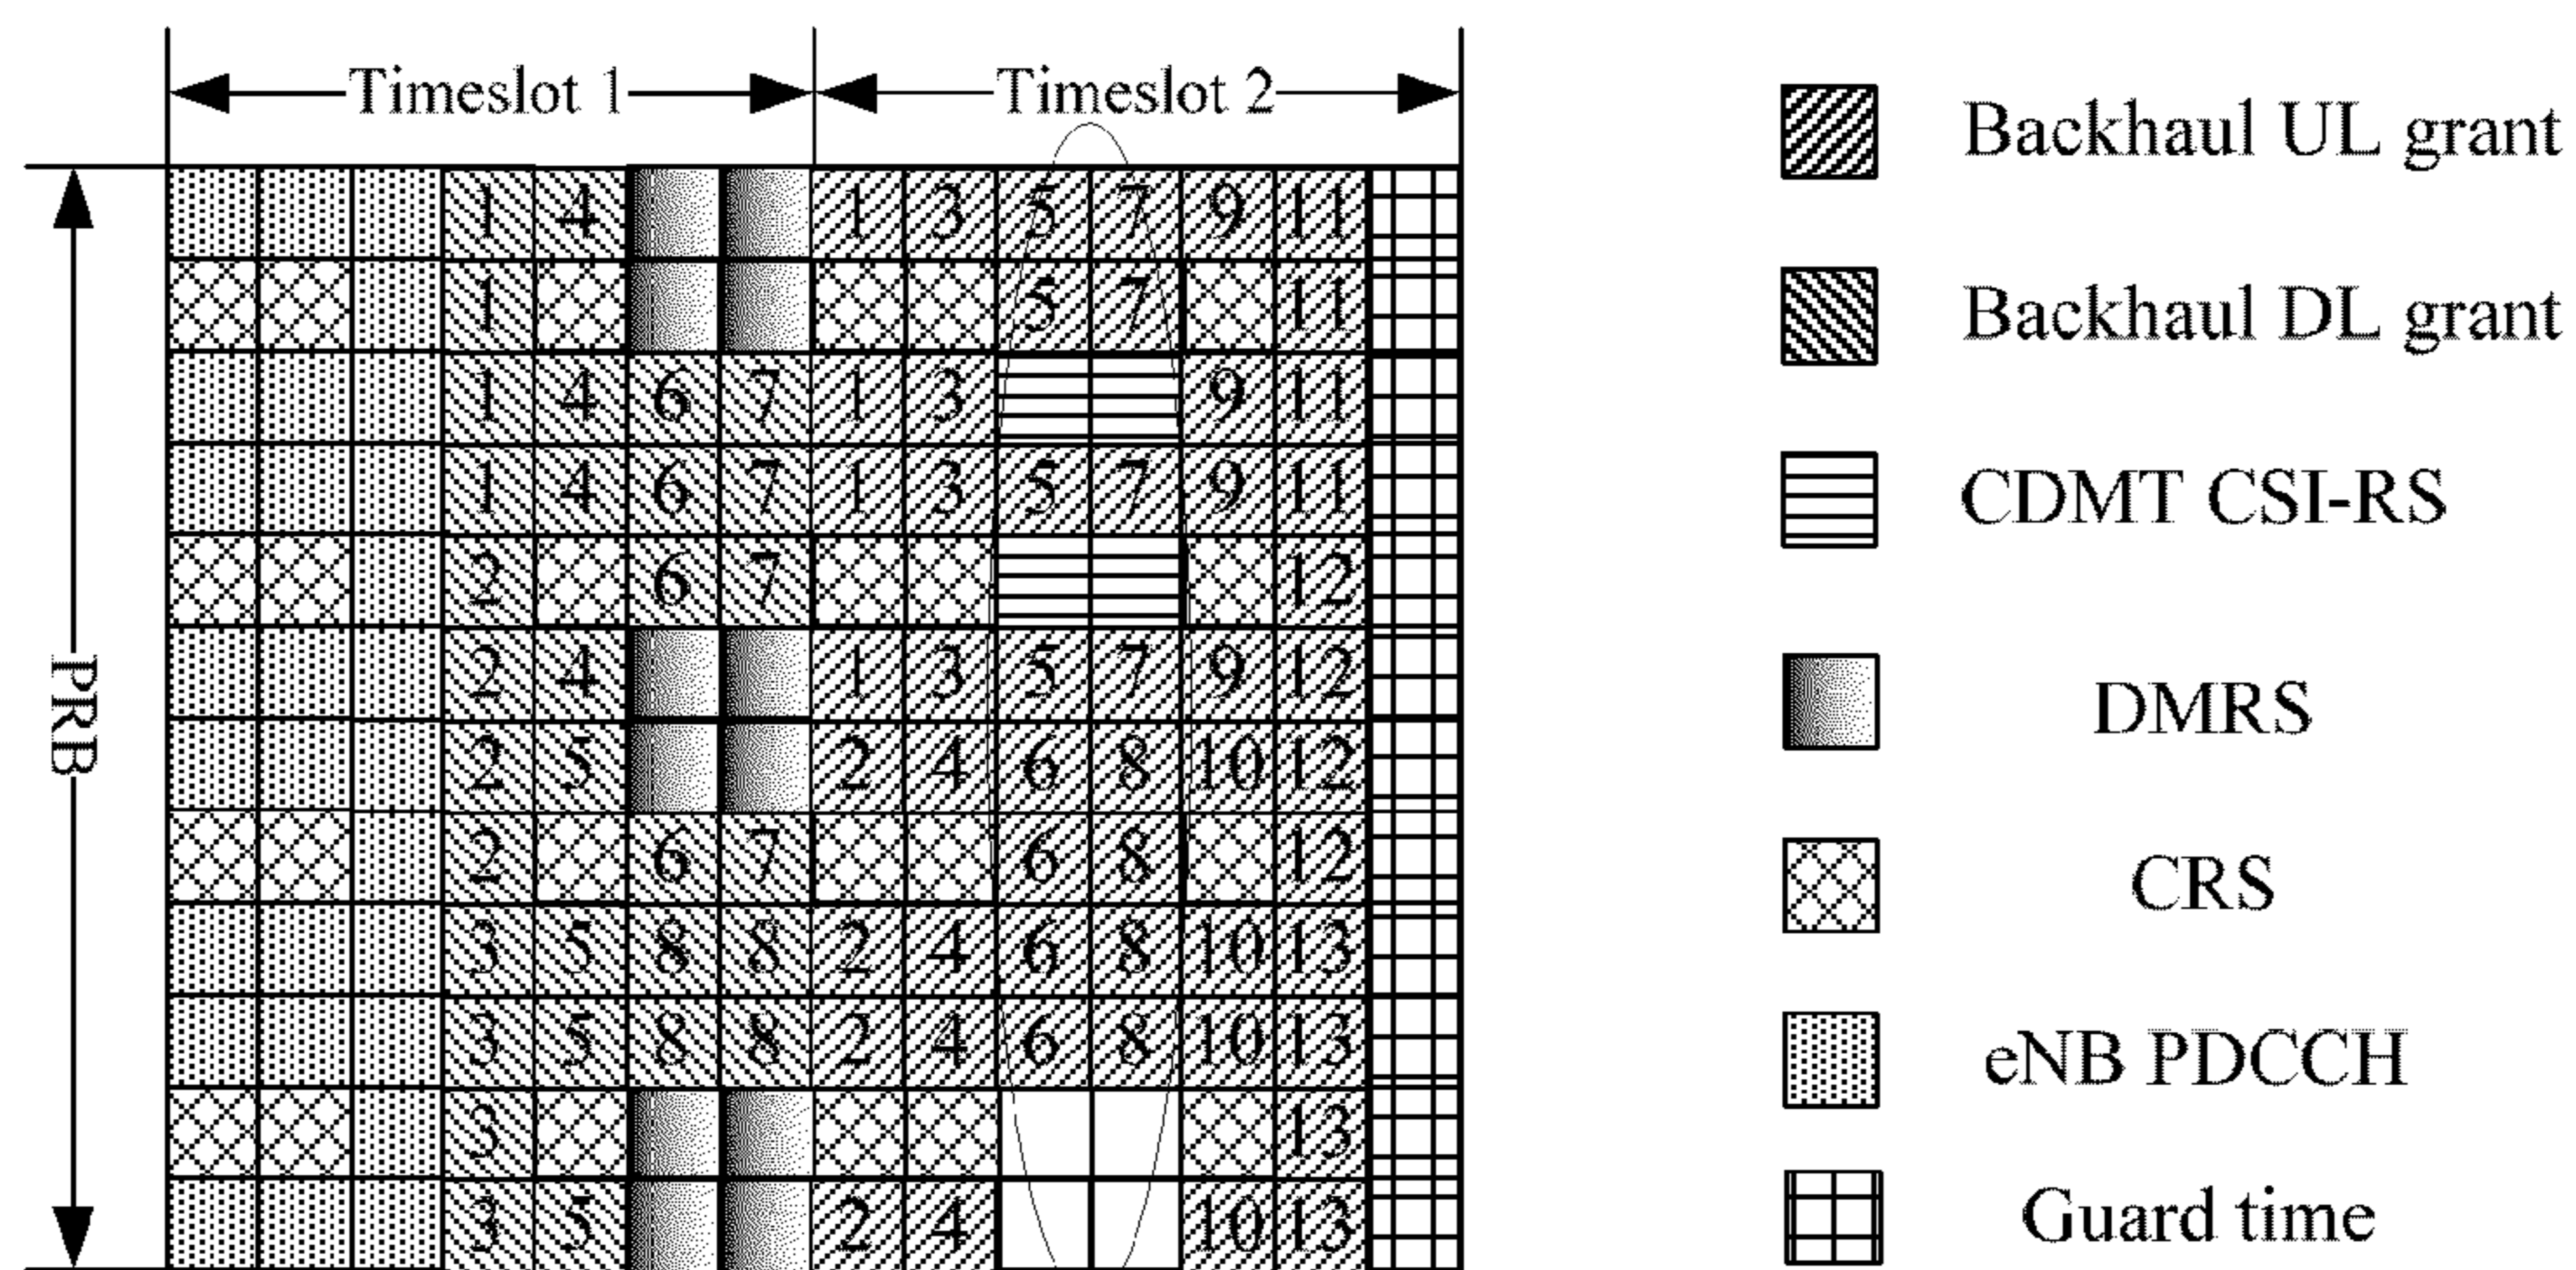 Timeslot 1 Timeslot 2
PRB
1 4 1 3 5 7 9 11
1 5 7 11
1 4 6 7 1 3 9 11
1 4 6 7 1 3 5 7 9 11
2 6 7 12
2 4 1 3 5 7 9 12
2 5 2 4 6 8 10 12
2 6 7 6 8 12
3 5 8 8 2 4 6 8 10 13
3 5 8 8 2 4 6 8 10 13
3 13
3 5 2 4 10 13
Backhaul UL grant
Backhaul DL grant
CDMT CSI-RS
DMRS
CRS
eNB PDCCH
Guard time